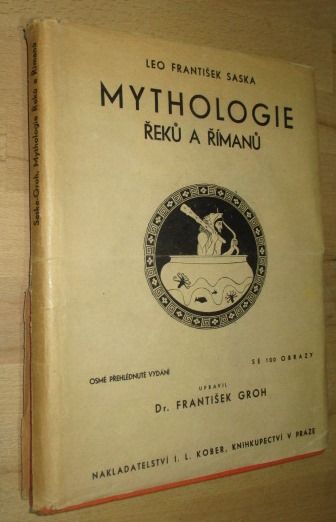 LEO FRANTIŠEK SASKA
MYTHOLOGIE
ŘEKŮ A ŘÍMANŮ
OSMÉ PŘEHLÉDNUTÉ VYDÁNÍ
SE 100 OBRAZY
UPRAVIL
Dr. FRANTIŠEK GROH
NAKLADATELSTVÍ I. L. KOBER, KNIHKUPECTVÍ V PRAZE
Saska-Groh, Mythologie Řeků a Římanů